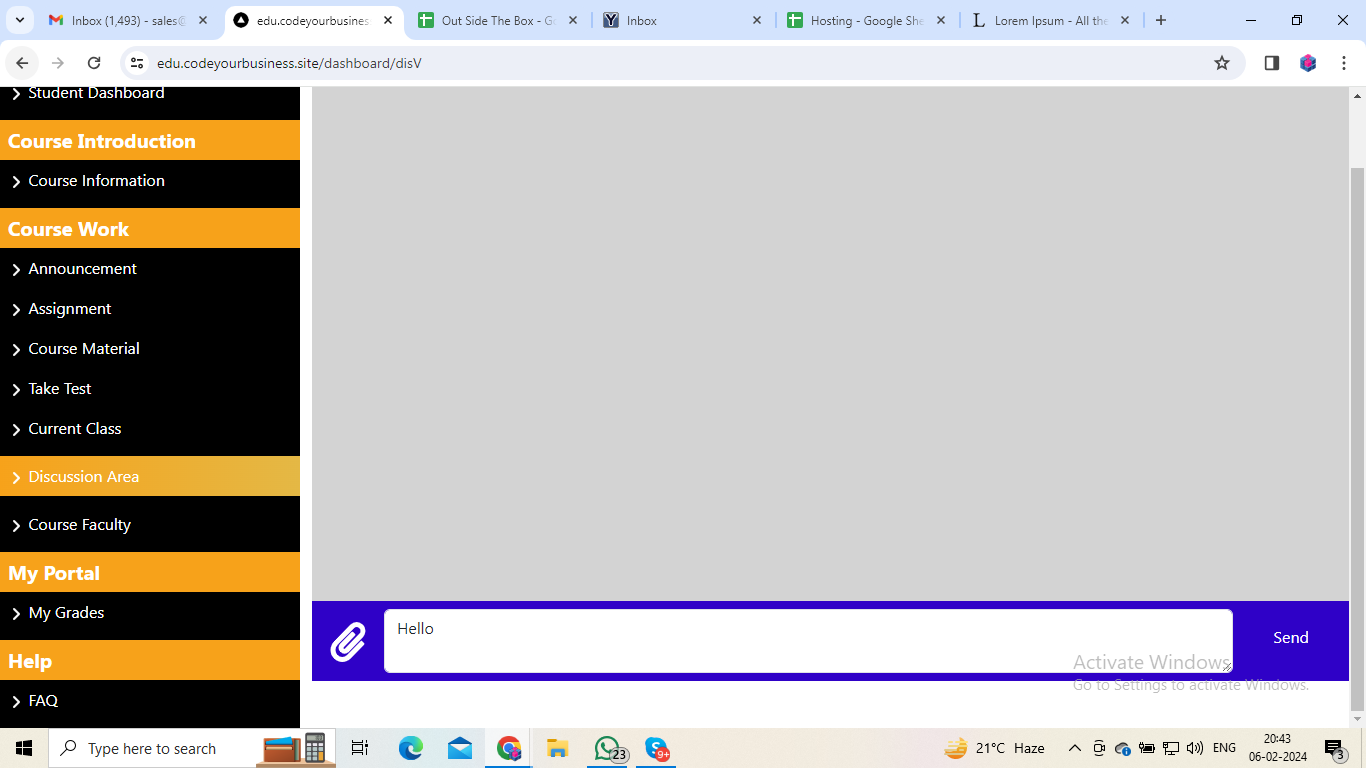 Inbox (1,493) - sales@
edu.codeyourbusiness
Out Side The Box - Go
Inbox
Hosting - Google She
Lorem Ipsum - All the
edu.codeyourbusiness.site/dashboard/disV
Student Dashboard
Course Introduction
Course Information
Course Work
Announcement
Assignment
Course Material
Take Test
Current Class
Discussion Area
Course Faculty
My Portal
My Grades
Help
FAQ
Hello
Send
Activate Windows
Go to Settings to activate Windows.
Type here to search
23
9+
21°C Haze
ENG
20:43
06-02-2024
3